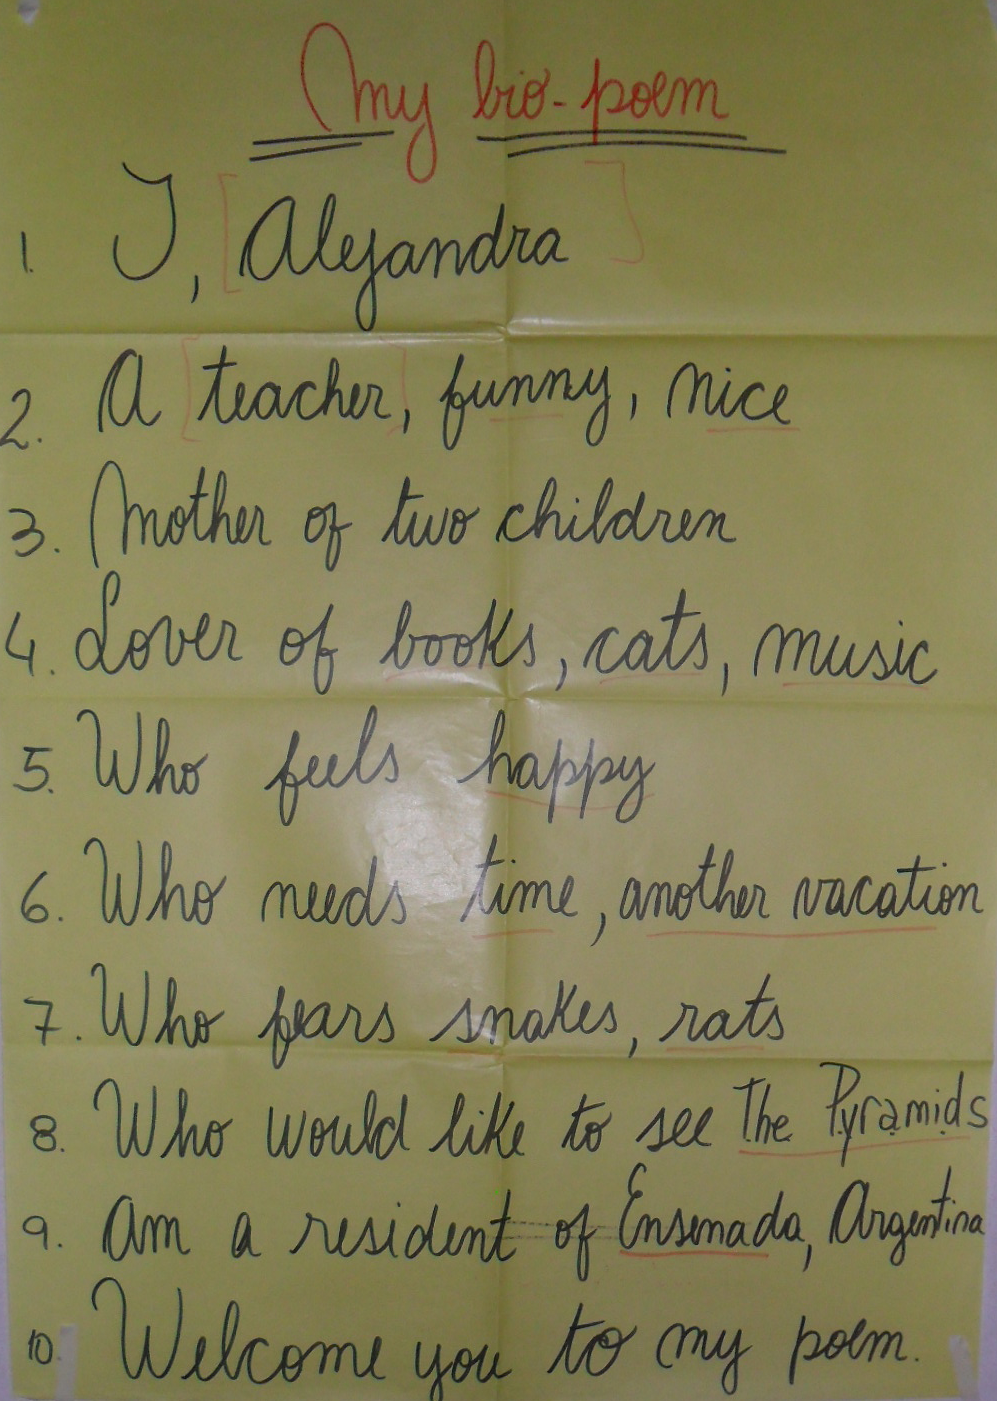 My bio-poem
1. I, [Alejandra]
2. A [teacher], funny, nice
3. Mother of two children
4. Lover of books, cats, music
5. Who feels happy
6. Who needs time, another vacation
7. Who fears snakes, rats
8. Who would like to see The Pyramids
9. Am a resident of Ensenada, Argentina
10. Welcome you to my poem.